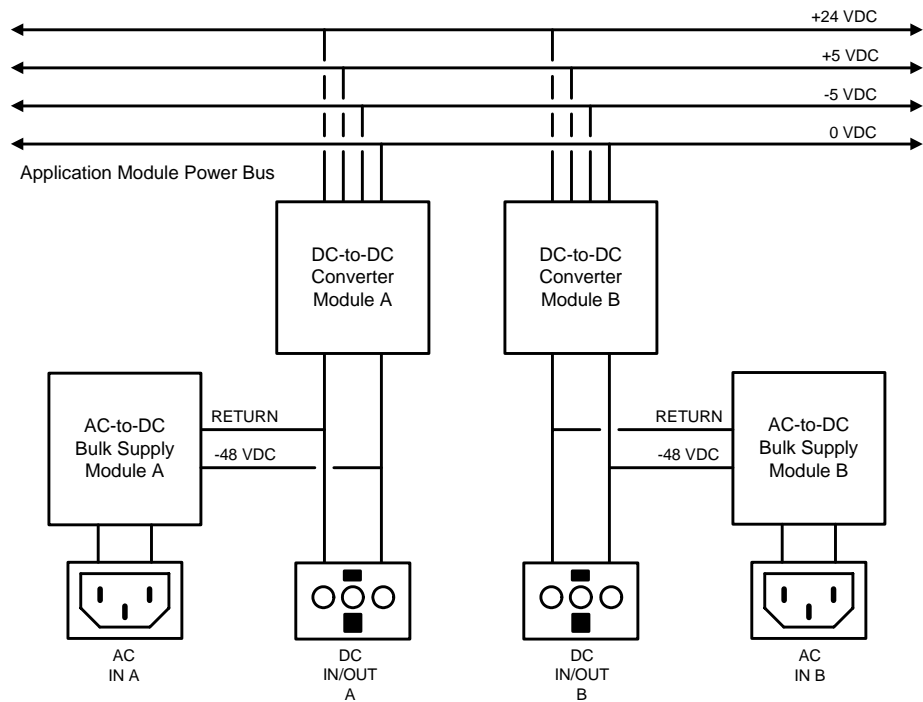 +24 VDC
+5 VDC
-5 VDC
0 VDC
Application Module Power Bus
DC-to-DC
Converter
Module A
DC-to-DC
Converter
Module B
AC-to-DC
Bulk Supply
Module A
RETURN
-48 VDC
RETURN
-48 VDC
AC-to-DC
Bulk Supply
Module B
AC
IN A
DC
IN/OUT
A
DC
IN/OUT
B
AC
IN B